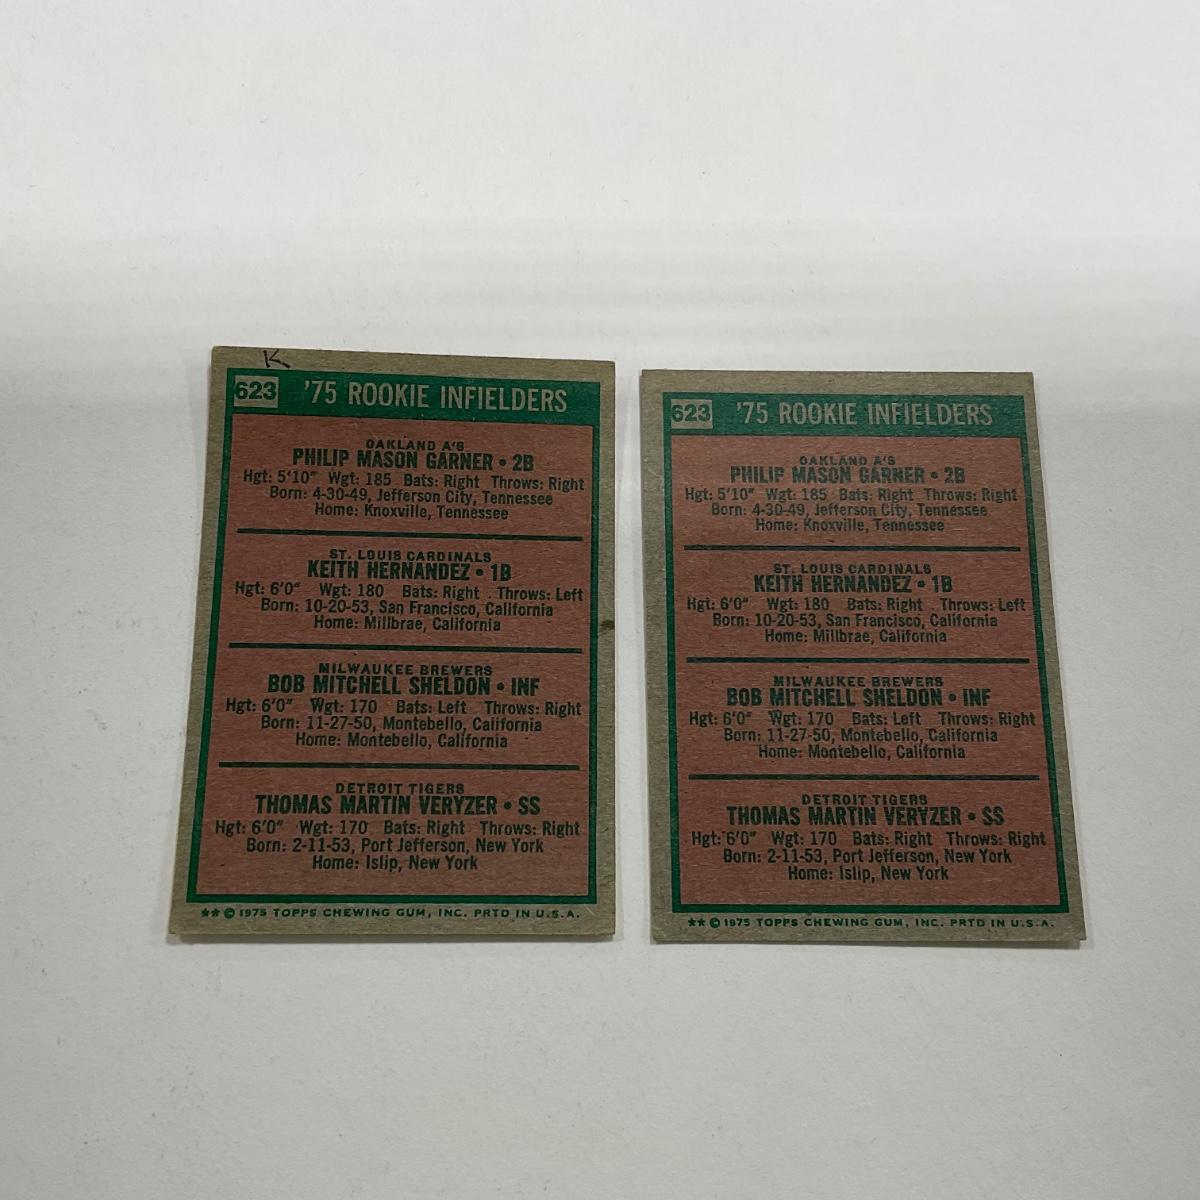 K
623 '75 ROOKIE INFIELDERS
OAKLAND A'S
PHILIP MASON GARNER • 2B
Hgt: 5'10" Wgt: 185 Bats: Right Throws: Right
Born: 4-30-49, Jefferson City, Tennessee
Home: Knoxville, Tennessee
ST. LOUIS CARDINALS
KEITH HERNANDEZ • 1B
Hgt: 6'0" Wgt: 180 Bats: Right Throws: Left
Born: 10-20-53, San Francisco, California
Home: Millbrae, California
MILWAUKEE BREWERS
BOB MITCHELL SHELDON • INF
Hgt: 6'0" Wgt: 170 Bats: Left Throws: Right
Born: 11-27-50, Montebello, California
Home: Montebello, California
DETROIT TIGERS
THOMAS MARTIN VERYZER • SS
Hgt: 6'0" Wgt: 170 Bats: Right Throws: Right
Born: 2-11-53, Port Jefferson, New York
Home: Islip, New York
** © 1975 TOPPS CHEWING GUM, INC. PRTD IN U.S.A.
623 '75 ROOKIE INFIELDERS
OAKLAND A'S
PHILIP MASON GARNER • 2B
Hgt: 5'10" Wgt: 185 Bats: Right Throws: Right
Born: 4-30-49, Jefferson City, Tennessee
Home: Knoxville, Tennessee
ST. LOUIS CARDINALS
KEITH HERNANDEZ • 1B
Hgt: 6'0" Wgt: 180 Bats: Right Throws: Left
Born: 10-20-53, San Francisco, California
Home: Millbrae, California
MILWAUKEE BREWERS
BOB MITCHELL SHELDON • INF
Hgt: 6'0" Wgt: 170 Bats: Left Throws: Right
Born: 11-27-50, Montebello, California
Home: Montebello, California
DETROIT TIGERS
THOMAS MARTIN VERYZER • SS
Hgt: 6'0" Wgt: 170 Bats: Right Throws: Right
Born: 2-11-53, Port Jefferson, New York
Home: Islip, New York
** © 1975 TOPPS CHEWING GUM, INC. PRTD IN U.S.A.